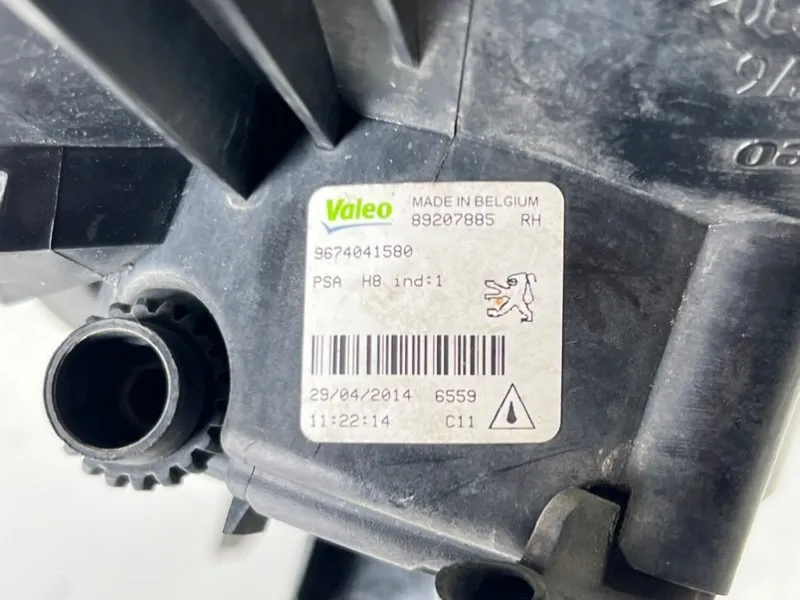 Valeo MADE IN BELGIUM
89207885 RH
9674041580
PSA H8 ind:1
29/04/2014 6559
11:22:14 C11